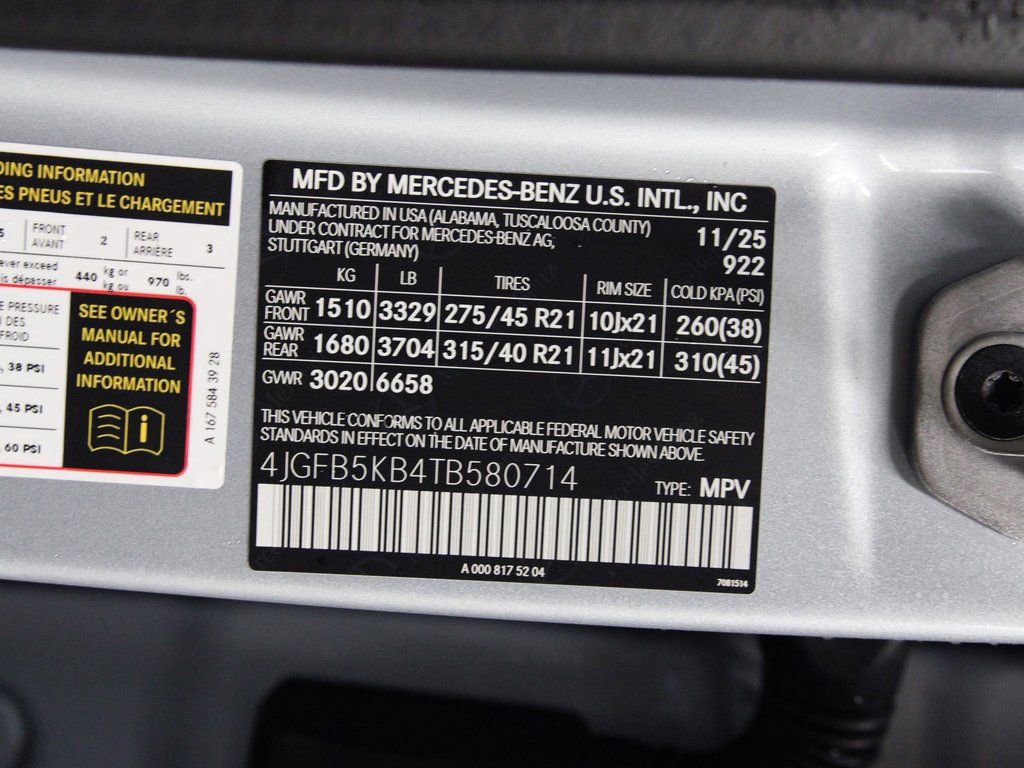 DING INFORMATION
ES PNEUS ET LE CHARGEMENT
5 FRONT AVANT 2 REAR ARRIÈRE 3
ever exceed
is dépasser 440 kg or kg ou 970 lbs. lb.
E PRESSURE
N DES
FROID
, 38 PSI
, 45 PSI
, 60 PSI
SEE OWNER´S
MANUAL FOR
ADDITIONAL
INFORMATION
i
A 167 584 39 28
MFD BY MERCEDES-BENZ U.S. INTL., INC
MANUFACTURED IN USA (ALABAMA, TUSCALOOSA COUNTY)
UNDER CONTRACT FOR MERCEDES-BENZ AG,
STUTTGART (GERMANY)
11/25
922
KG LB TIRES RIM SIZE COLD KPA (PSI)
GAWR FRONT 1510 3329 275/45 R21 10Jx21 260(38)
GAWR REAR 1680 3704 315/40 R21 11Jx21 310(45)
GVWR 3020 6658
THIS VEHICLE CONFORMS TO ALL APPLICABLE FEDERAL MOTOR VEHICLE SAFETY
STANDARDS IN EFFECT ON THE DATE OF MANUFACTURE SHOWN ABOVE.
4JGFB5KB4TB580714
TYPE: MPV
A 000 817 52 04
7081514